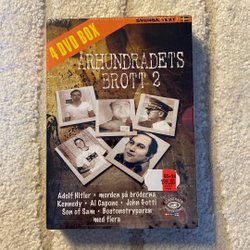 SVENSK TEXT
4 DVD BOX
ÅRHUNDRADETS
BROTT 2
Adolf Hitler • morden på bröderna
Kennedy • Al Capone • John Gotti
Son of Sam • Bostonstryparen
med flera